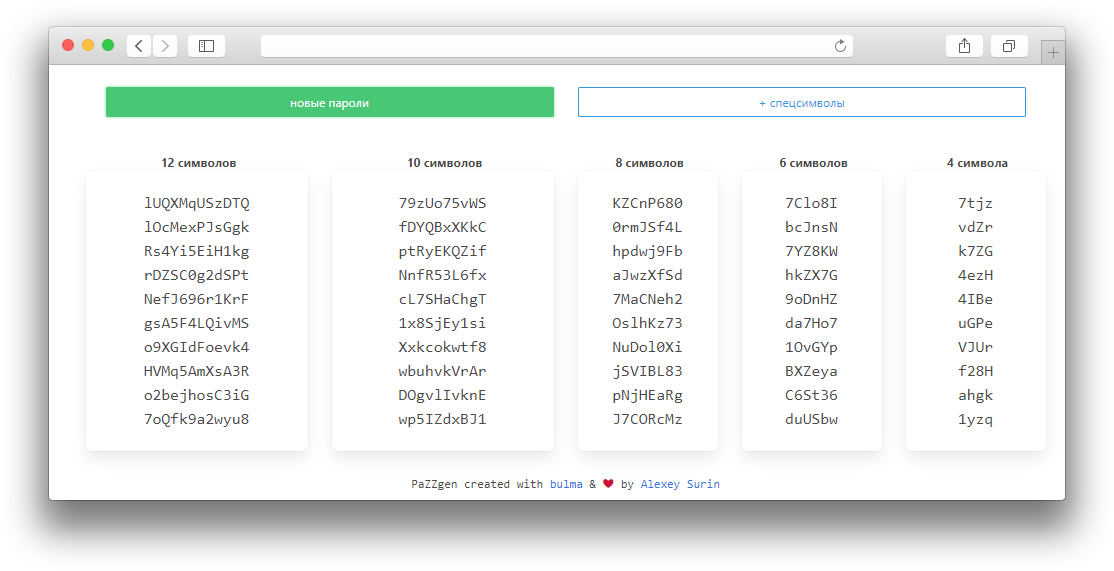 новые пароли
+ спецсимволы
12 символов
lUQXMqUSzDTQ
lOcMexPJsGgk
Rs4Yi5EiH1kg
rDZSC0g2dSPt
NefJ696r1KrF
gsA5F4LQivMS
o9XGIdFoevk4
HVMq5AmXsA3R
o2bejhosC3iG
7oQfk9a2wyu8
10 символов
79zUo75vWS
fDYQBxXKkC
ptRyEKQZif
NnfR53L6fx
cL7SHaChgT
1x8SjEy1si
Xxkcokwtf8
wbuhvkVrAr
DOgvlIvknE
wp5IZdxBJ1
8 символов
KZCnP680
0rmJSf4L
hpdwj9Fb
aJwzXfSd
7MaCNeh2
OslhKz73
NuDol0Xi
jSVIBL83
pNjHEaRg
J7CORcMz
6 символов
7Clo8I
bcJnsN
7YZ8KW
hkZX7G
9oDnHZ
da7Ho7
1OvGYp
BXZeya
C6St36
duUSbw
4 символа
7tjz
vdZr
k7ZG
4ezH
4IBe
uGPe
VJUr
f28H
ahgk
1yzq
PaZZgen created with bulma & ❤ by Alexey Surin